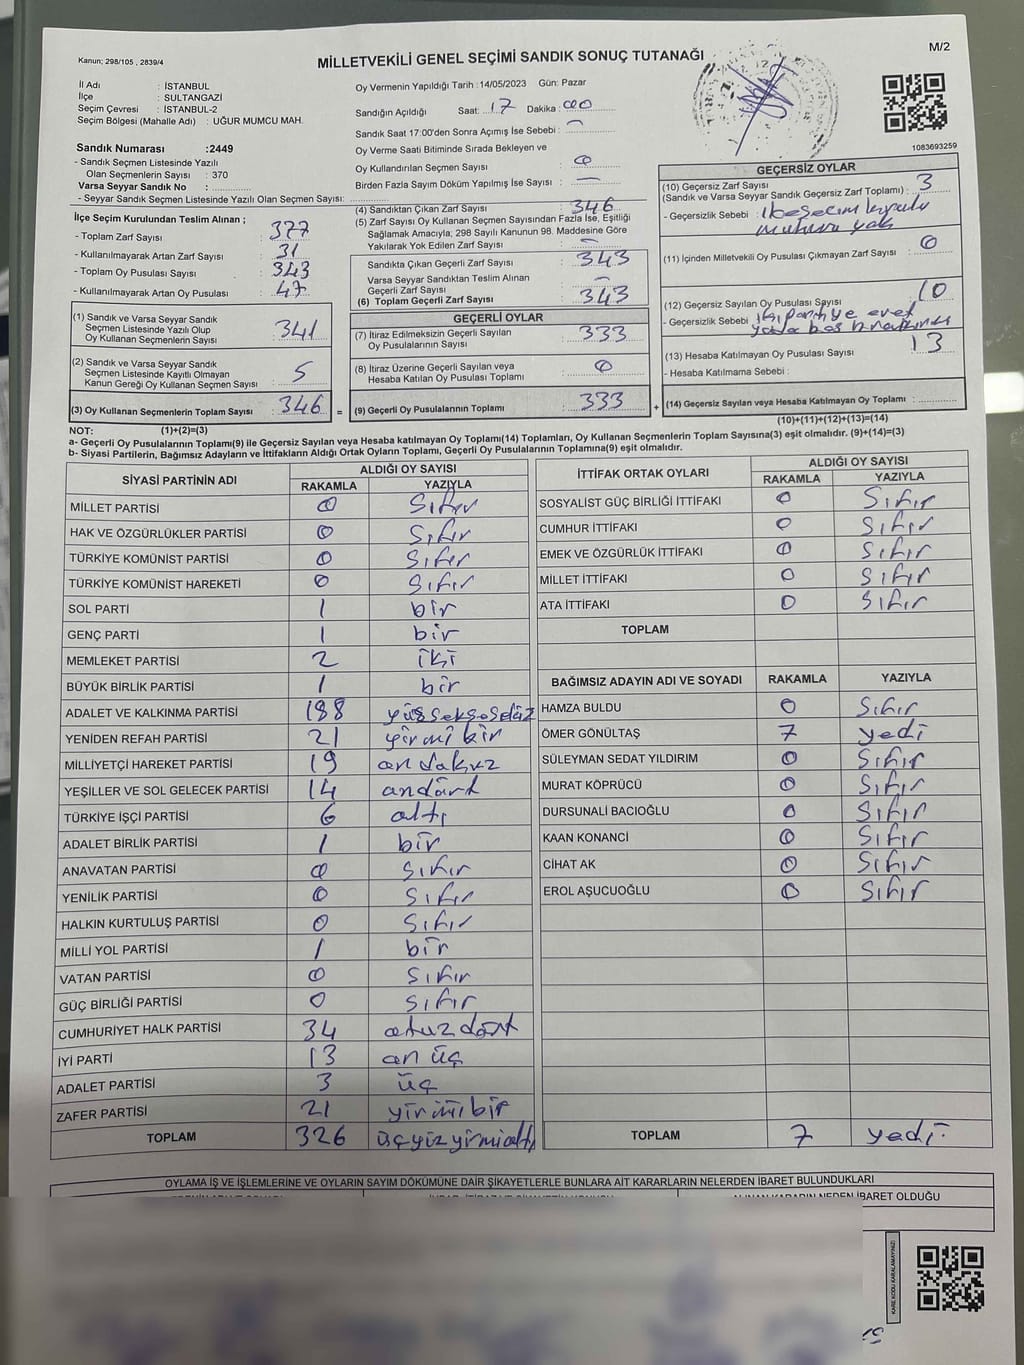 Kanun; 298/105 , 2839/4
MİLLETVEKİLİ GENEL SEÇİMİ SANDIK SONUÇ TUTANAĞI
M/2
İl Adı : İSTANBUL
İlçe : SULTANGAZİ
Seçim Çevresi : İSTANBUL-2
Seçim Bölgesi (Mahalle Adı) : UĞUR MUMCU MAH.
Sandık Numarası :2449
- Sandık Seçmen Listesinde Yazılı
Olan Seçmenlerin Sayısı : 370
Varsa Seyyar Sandık No :
- Seyyar Sandık Seçmen Listesinde Yazılı Olan Seçmen Sayısı:
Oy Vermenin Yapıldığı Tarih :14/05/2023 Gün: Pazar
Sandığın Açıldığı Saat: 17 Dakika: 00
Sandık Saat 17:00'den Sonra Açımış İse Sebebi : —
Oy Verme Saati Bitiminde Sırada Bekleyen ve
Oy Kullandırılan Seçmen Sayısı : 0
Birden Fazla Sayım Döküm Yapılmış İse Sayısı : —
1083693259
İlçe Seçim Kurulundan Teslim Alınan ;
- Toplam Zarf Sayısı : 377
- Kullanılmayarak Artan Zarf Sayısı : 31
- Toplam Oy Pusulası Sayısı : 343
- Kullanılmayarak Artan Oy Pusulası : 47
(1) Sandık ve Varsa Seyyar Sandık
Seçmen Listesinde Yazılı Olup
Oy Kullanan Seçmenlerin Sayısı : 341
(2) Sandık ve Varsa Seyyar Sandık
Seçmen Listesinde Kayıtlı Olmayan
Kanun Gereği Oy Kullanan Seçmen Sayısı : 5
(3) Oy Kullanan Seçmenlerin Toplam Sayısı : 346 =
(4) Sandıktan Çıkan Zarf Sayısı : 346
(5) Zarf Sayısı Oy Kullanan Seçmen Sayısından Fazla İse, Eşitliği
Sağlamak Amacıyla; 298 Sayılı Kanunun 98. Maddesine Göre
Yakılarak Yok Edilen Zarf Sayısı : —
Sandıkta Çıkan Geçerli Zarf Sayısı : 343
Varsa Seyyar Sandıktan Teslim Alınan
Geçerli Zarf Sayısı : —
(6) Toplam Geçerli Zarf Sayısı : 343
GEÇERLİ OYLAR
(7) İtiraz Edilmeksizin Geçerli Sayılan
Oy Pusulalarının Sayısı : 333
(8) İtiraz Üzerine Geçerli Sayılan veya
Hesaba Katılan Oy Pusulası Toplamı : 0
(9) Geçerli Oy Pusulalarının Toplamı : 333 +
GEÇERSİZ OYLAR
(10) Geçersiz Zarf Sayısı : 3
(Sandık ve Varsa Seyyar Sandık Geçersiz Zarf Toplamı)
- Geçersizlik Sebebi : ilçe seçim kurulu
mührü yok
(11) İçinden Milletvekili Oy Pusulası Çıkmayan Zarf Sayısı : 0
(12) Geçersiz Sayılan Oy Pusulası Sayısı : 10
- Geçersizlik Sebebi : iki partiye evet
(13) Hesaba Katılmayan Oy Pusulası Sayısı : 13
- Hesaba Katılmama Sebebi :
(14) Geçersiz Sayılan veya Hesaba Katılmayan Oy Toplamı :
(10)+(11)+(12)+(13)=(14)
NOT: (1)+(2)=(3)
a- Geçerli Oy Pusulalarının Toplamı(9) ile Geçersiz Sayılan veya Hesaba katılmayan Oy Toplamı(14) Toplamları, Oy Kullanan Seçmenlerin Toplam Sayısına(3) eşit olmalıdır. (9)+(14)=(3)
b- Siyasi Partilerin, Bağımsız Adayların ve İttifakların Aldığı Ortak Oyların Toplamı, Geçerli Oy Pusulalarının Toplamına(9) eşit olmalıdır.
SİYASİ PARTİNİN ADI ALDIĞI OY SAYISI
RAKAMLA YAZIYLA
MİLLET PARTİSİ 0 Sıfır
HAK VE ÖZGÜRLÜKLER PARTİSİ 0 Sıfır
TÜRKİYE KOMÜNİST PARTİSİ 0 Sıfır
TÜRKİYE KOMÜNİST HAREKETİ 0 Sıfır
SOL PARTİ 1 bir
GENÇ PARTİ 1 bir
MEMLEKET PARTİSİ 2 iki
BÜYÜK BİRLİK PARTİSİ 1 bir
ADALET VE KALKINMA PARTİSİ 188 yüzseksesekiz
YENİDEN REFAH PARTİSİ 21 yirmi bir
MİLLİYETÇİ HAREKET PARTİSİ 19 on dokuz
YEŞİLLER VE SOL GELECEK PARTİSİ 14 ondört
TÜRKİYE İŞÇİ PARTİSİ 6 altı
ADALET BİRLİK PARTİSİ 1 bir
ANAVATAN PARTİSİ 0 sıfır
YENİLİK PARTİSİ 0 sıfır
HALKIN KURTULUŞ PARTİSİ 0 sıfır
MİLLİ YOL PARTİSİ 1 bir
VATAN PARTİSİ 0 sıfır
GÜÇ BİRLİĞİ PARTİSİ 0 sıfır
CUMHURİYET HALK PARTİSİ 34 otuz dört
İYİ PARTİ 13 on üç
ADALET PARTİSİ 3 üç
ZAFER PARTİSİ 21 yirmi bir
TOPLAM 326 üçyüzyirmialtı
İTTİFAK ORTAK OYLARI ALDIĞI OY SAYISI
RAKAMLA YAZIYLA
SOSYALİST GÜÇ BİRLİĞİ İTTİFAKI 0 Sıfır
CUMHUR İTTİFAKI 0 Sıfır
EMEK VE ÖZGÜRLÜK İTTİFAKI 0 Sıfır
MİLLET İTTİFAKI 0 Sıfır
ATA İTTİFAKI 0 Sıfır
TOPLAM
BAĞIMSIZ ADAYIN ADI VE SOYADI RAKAMLA YAZIYLA
HAMZA BULDU 0 Sıfır
ÖMER GÖNÜLTAŞ 7 yedi
SÜLEYMAN SEDAT YILDIRIM 0 Sıfır
MURAT KÖPRÜCÜ 0 Sıfır
DURSUNALİ BACIOĞLU 0 Sıfır
KAAN KONANCİ 0 Sıfır
CİHAT AK 0 Sıfır
EROL AŞUCUOĞLU 0 Sıfır
TOPLAM 7 yedi.
OYLAMA İŞ VE İŞLEMLERİNE VE OYLARIN SAYIM DÖKÜMÜNE DAİR ŞİKAYETLERLE BUNLARA AİT KARARLARIN NELERDEN İBARET BULUNDUKLARI
ALINAN KARARIN NEDEN İBARET OLDUĞU
KARE KODU KARALAMAYINIZ!